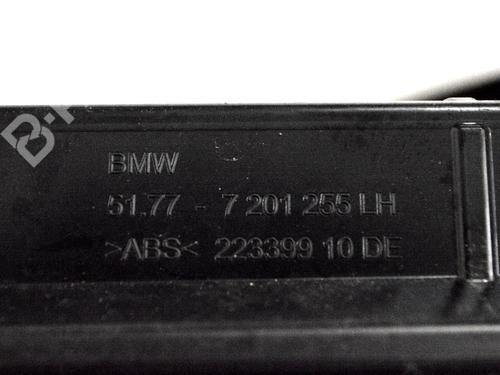 B-P
BMW
51.77 - 7 201 255 LH
>ABS< 223399 10 DE